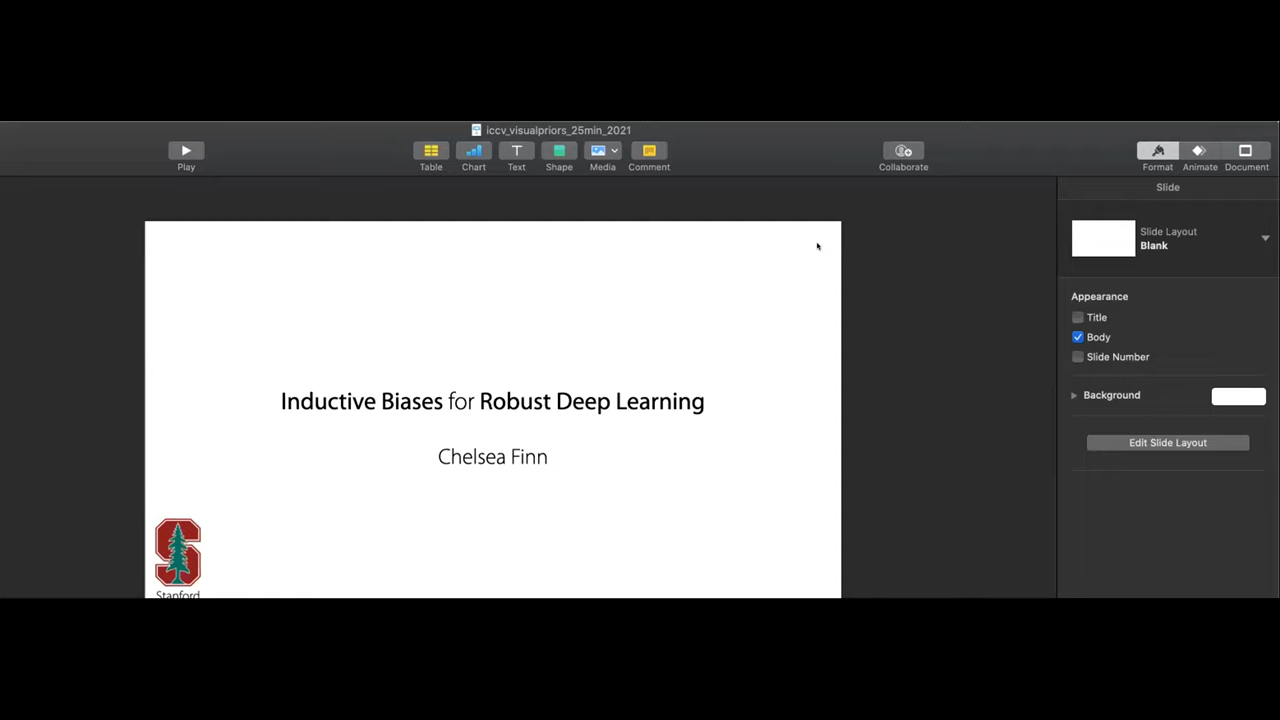 iccv_visualpriors_25min_2021
Play
Table
Chart
Text
Shape
Media
Comment
Collaborate
Format
Animate
Document
Slide
Slide Layout
Blank
Appearance
Title
Body
Slide Number
Background
Edit Slide Layout
Inductive Biases for Robust Deep Learning
Chelsea Finn
Stanford